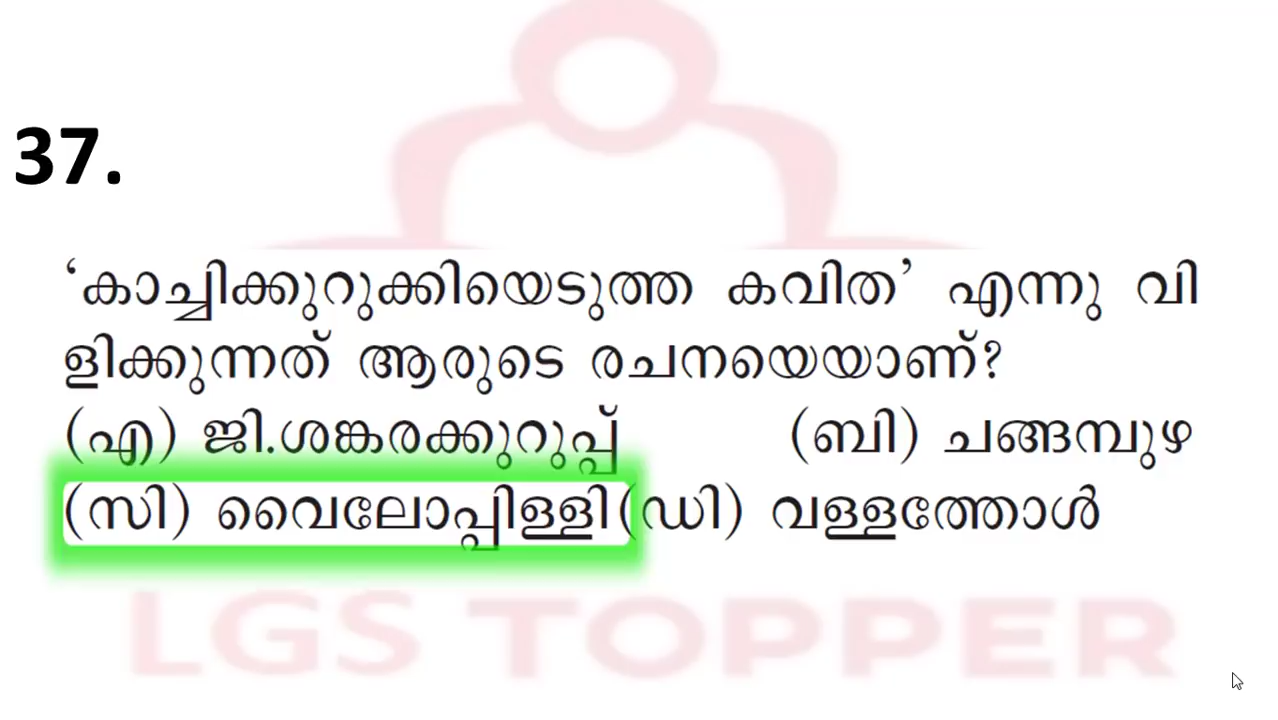 37.
‘കാച്ചിക്കുറുക്കിയെടുത്ത കവിത’ എന്നു വി
ളിക്കുന്നത് ആരുടെ രചനയെയാണ്?
(എ) ജി.ശങ്കരക്കുറുപ്പ് (ബി) ചങ്ങമ്പുഴ
(സി) വൈലോപ്പിള്ളി(ഡി) വള്ളത്തോൾ
LGS TOPPER